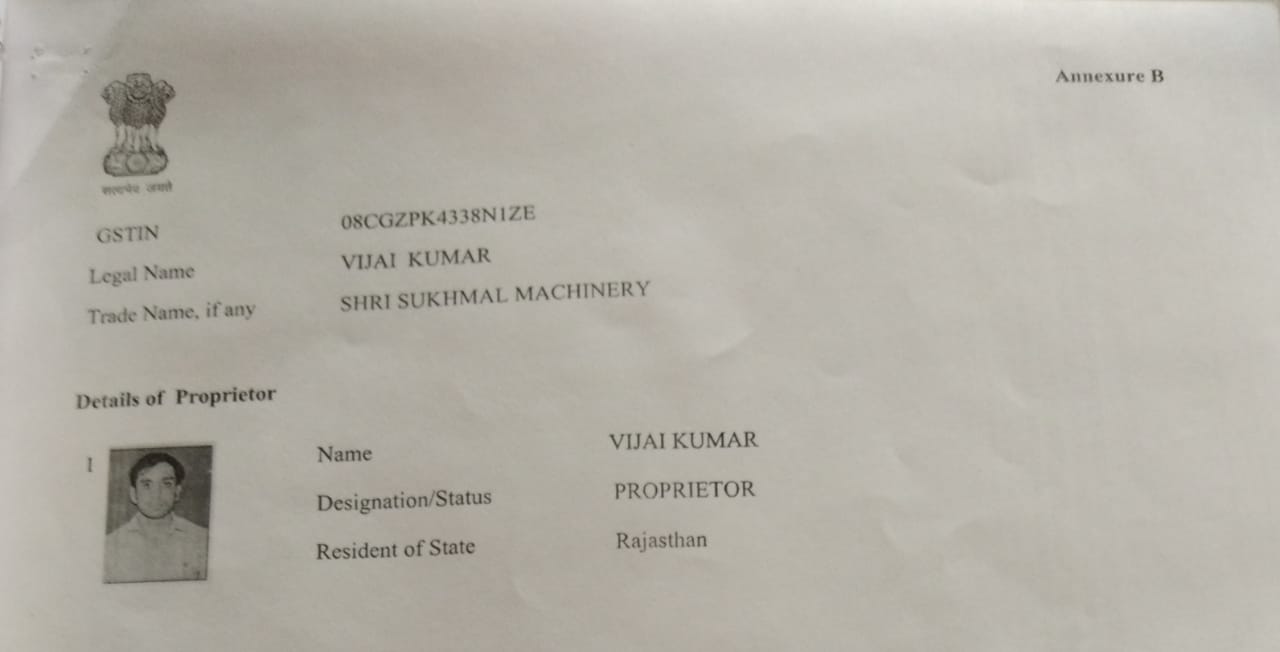 Annexure B
सत्यमेव जयते
GSTIN 08CGZPK4338N1ZE
Legal Name VIJAI KUMAR
Trade Name, if any SHRI SUKHMAL MACHINERY
Details of Proprietor
1
Name VIJAI KUMAR
Designation/Status PROPRIETOR
Resident of State Rajasthan